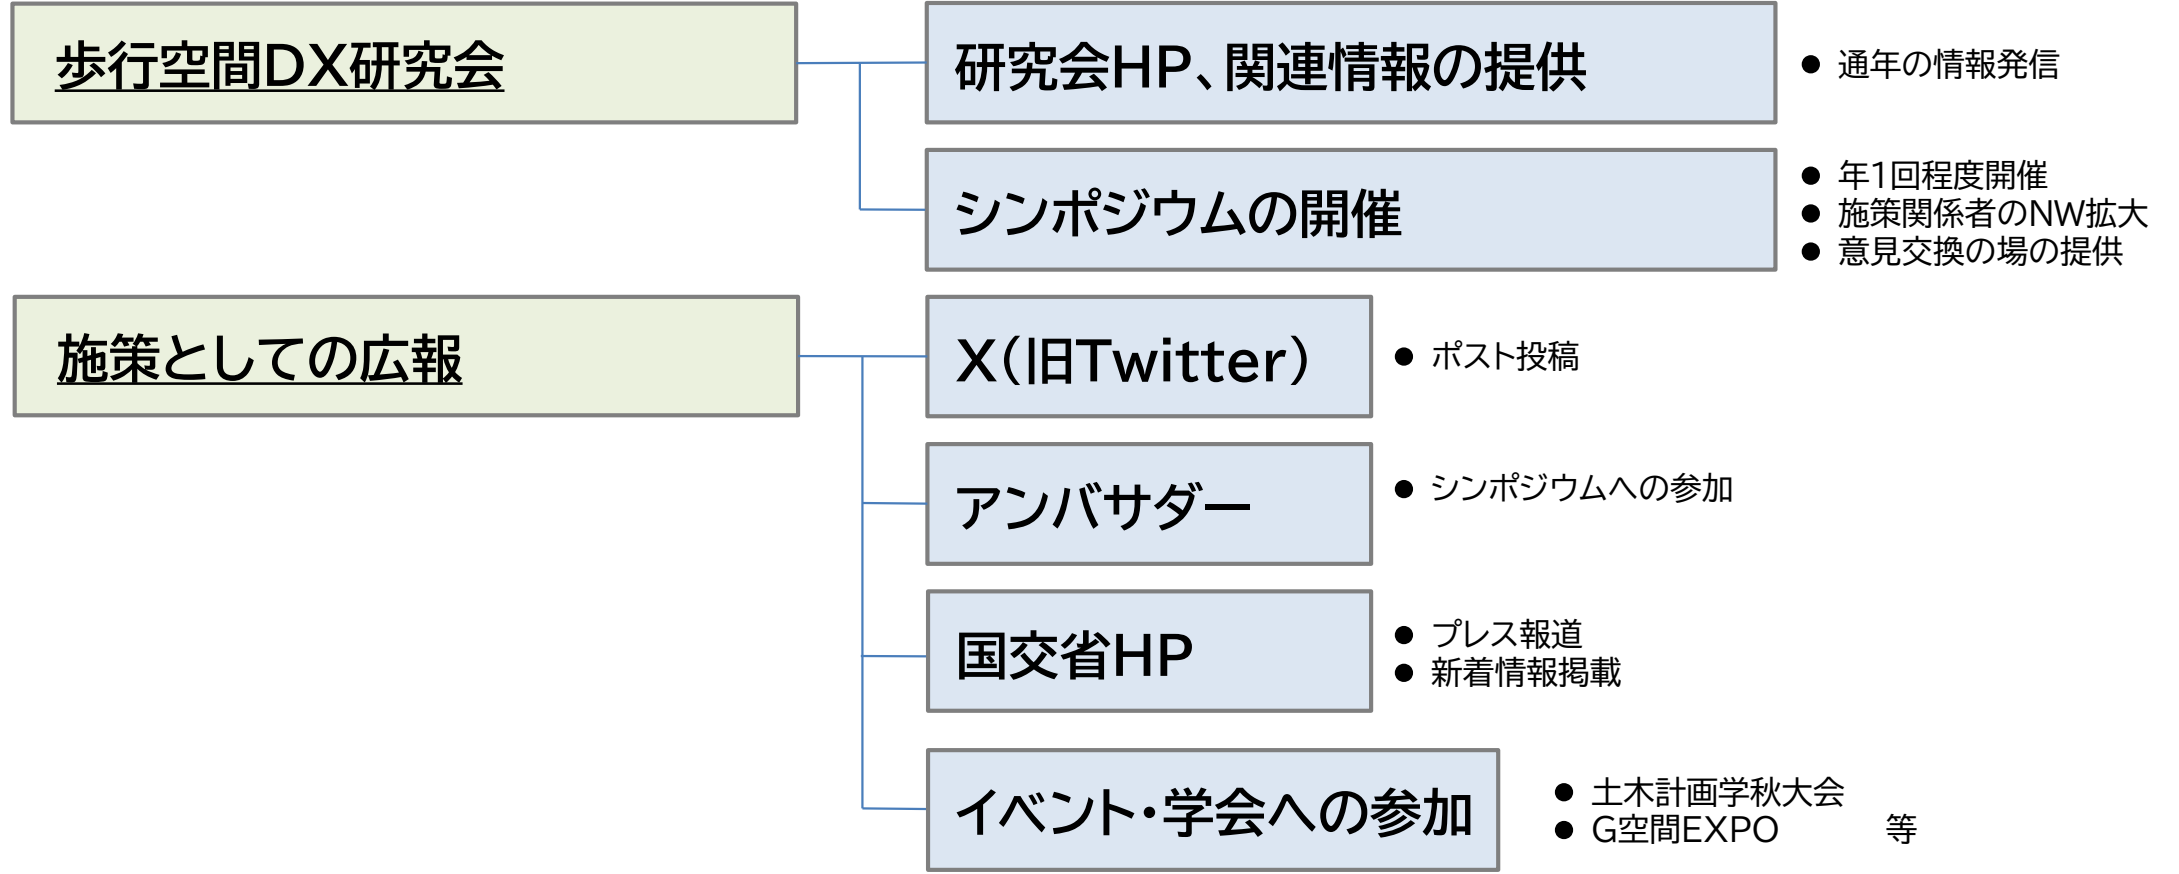 歩行空間DX研究会
研究会HP、関連情報の提供
● 通年の情報発信
シンポジウムの開催
● 年1回程度開催
● 施策関係者のNW拡大
● 意見交換の場の提供
施策としての広報
X（旧Twitter）
● ポスト投稿
アンバサダー
● シンポジウムへの参加
国交省HP
● プレス報道
● 新着情報掲載
イベント・学会への参加
● 土木計画学秋大会
● G空間EXPO 等